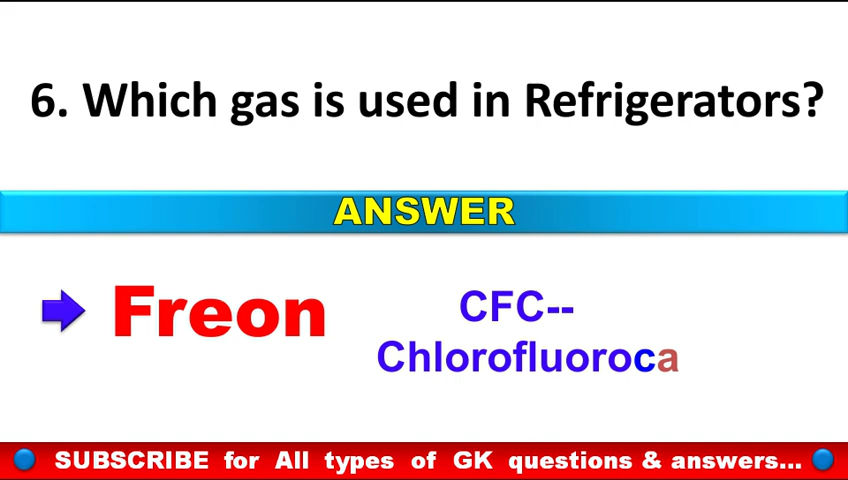 6. Which gas is used in Refrigerators?
ANSWER
Freon
CFC--
Chlorofluoroca
SUBSCRIBE for All types of GK questions & answers...